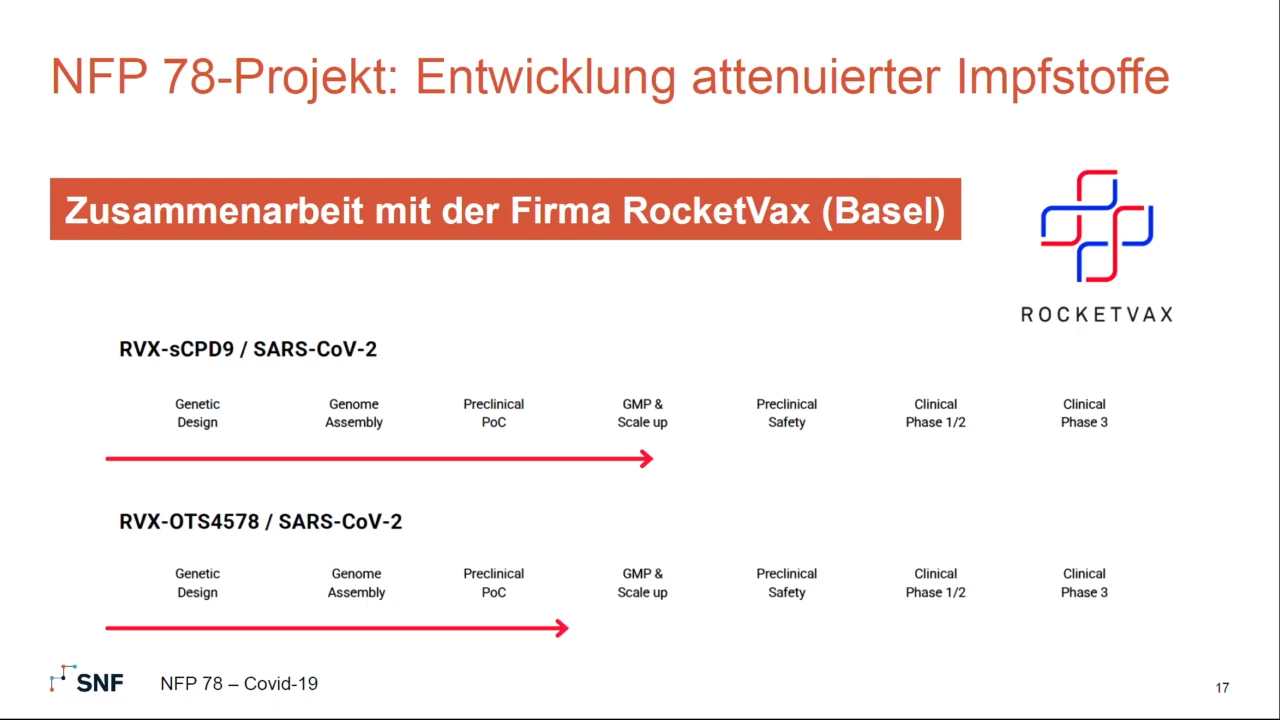 NFP 78-Projekt: Entwicklung attenuierter Impfstoffe
Zusammenarbeit mit der Firma RocketVax (Basel)
ROCKETVAX
RVX-sCPD9 / SARS-CoV-2
Genetic Design
Genome Assembly
Preclinical PoC
GMP & Scale up
Preclinical Safety
Clinical Phase 1/2
Clinical Phase 3
RVX-OTS4578 / SARS-CoV-2
Genetic Design
Genome Assembly
Preclinical PoC
GMP & Scale up
Preclinical Safety
Clinical Phase 1/2
Clinical Phase 3
SNF
NFP 78 – Covid-19
17